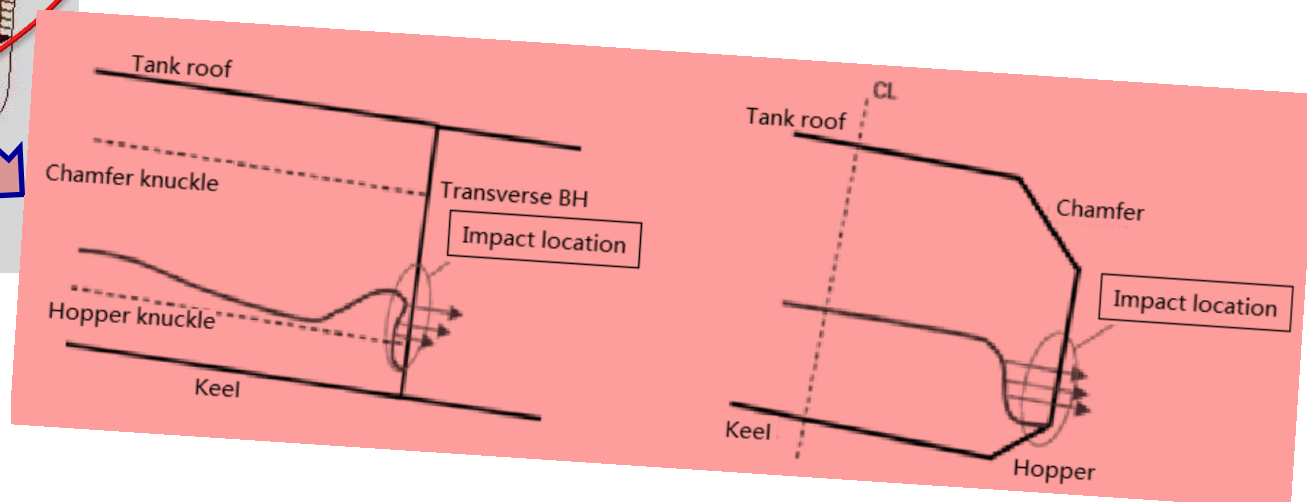 Tank roof
Chamfer knuckle
Transverse BH
Impact location
Hopper knuckle
Keel
CL
Tank roof
Chamfer
Impact location
Keel
Hopper